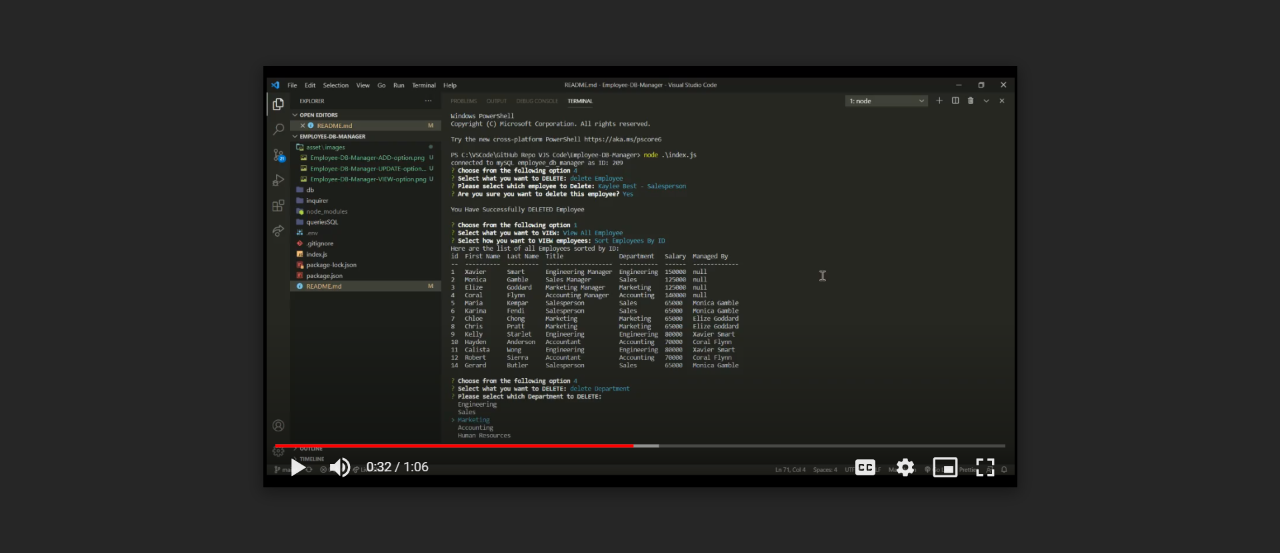 File Edit Selection View Go Run Terminal Help
README.md - Employee-DB-Manager - Visual Studio Code
EXPLORER
OPEN EDITORS
README.md M
EMPLOYEE-DB-MANAGER
asset\images
Employee-DB-Manager-ADD-option.png U
Employee-DB-Manager-UPDATE-option... U
Employee-DB-Manager-VIEW-option.png U
db
inquirer
node_modules
queriesSQL
.env
.gitignore
index.js
package-lock.json
package.json
README.md M
OUTLINE
TIMELINE
PROBLEMS OUTPUT DEBUG CONSOLE TERMINAL
1: node
Windows PowerShell
Copyright (C) Microsoft Corporation. All rights reserved.
Try the new cross-platform PowerShell https://aka.ms/pscore6
PS C:\VSCode\GitHub Repo VJS Code\Employee-DB-Manager> node .\index.js
connected to mySQL employee_db_manager as ID: 209
? Choose from the following option 4
? Select what you want to DELETE: delete Employee
? Please select which employee to Delete: Kaylee Best - Salesperson
? Are you sure you want to delete this employee? Yes
You Have Successfully DELETED Employee
? Choose from the following option 1
? Select what you want to VIEW: View All Employee
? Select how you want to VIEW employees: Sort Employees By ID
Here are the list of all Employees sorted by ID:
id First Name Last Name Title Department Salary Managed By
-- ---------- --------- ------------------- ----------- ------ -------------
1 Xavier Smart Engineering Manager Engineering 150000 null
2 Monica Gamble Sales Manager Sales 125000 null
3 Elize Goddard Marketing Manager Marketing 125000 null
4 Coral Flynn Accounting Manager Accounting 140000 null
5 Maria Kempar Salesperson Sales 65000 Monica Gamble
6 Karina Fendi Salesperson Sales 65000 Monica Gamble
7 Chloe Chong Marketing Marketing 65000 Elize Goddard
8 Chris Pratt Marketing Marketing 65000 Elize Goddard
9 Kelly Starlet Engineering Engineering 80000 Xavier Smart
10 Hayden Anderson Accountant Accounting 70000 Coral Flynn
11 Calista Wong Engineering Engineering 80000 Xavier Smart
12 Robert Sierra Accountant Accounting 70000 Coral Flynn
14 Gerard Butler Salesperson Sales 65000 Monica Gamble
? Choose from the following option 4
? Select what you want to DELETE: delete Department
? Please select which Department to DELETE:
Engineering
Sales
> Marketing
Accounting
Human Resources
0:32 / 1:06
CC
Ln 71, Col 4 Spaces: 4